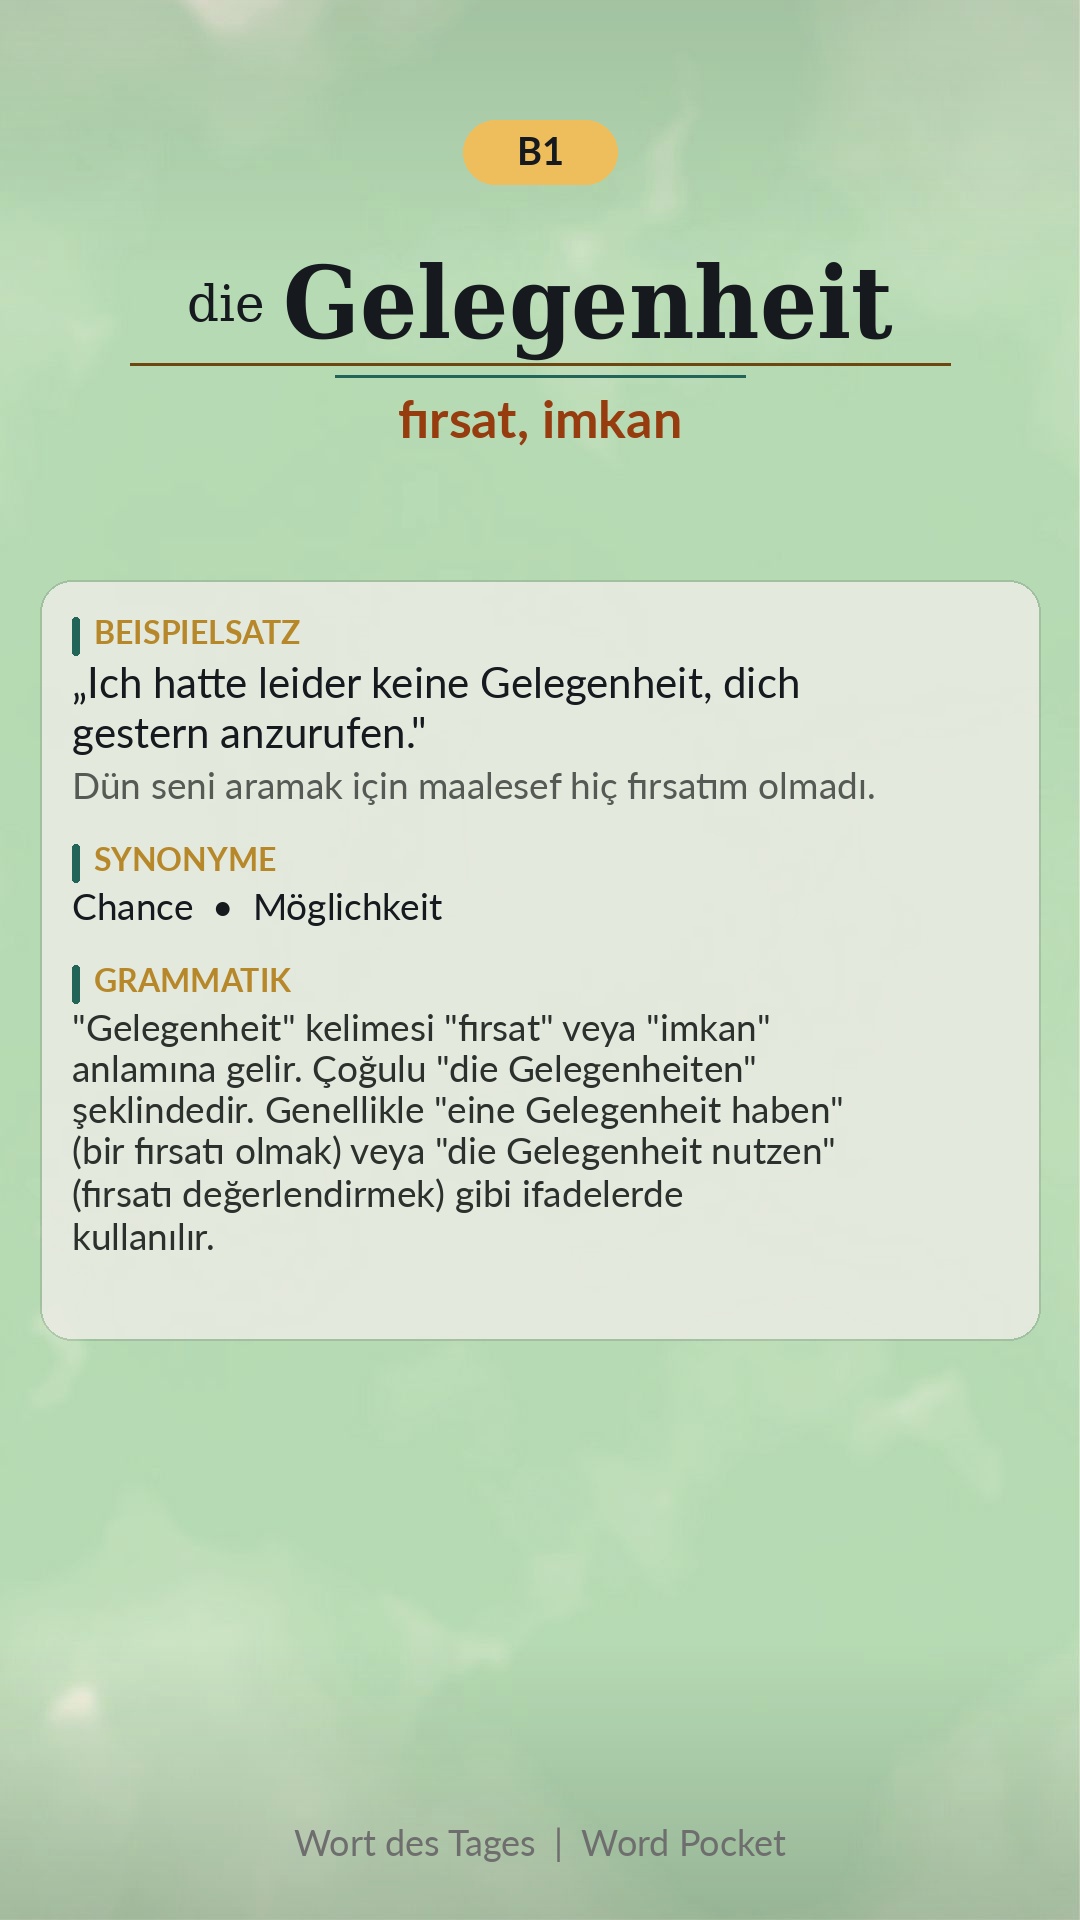 B1
die Gelegenheit
fırsat, imkan
BEISPIELSATZ
„Ich hatte leider keine Gelegenheit, dich
gestern anzurufen."
Dün seni aramak için maalesef hiç fırsatım olmadı.
SYNONYME
Chance • Möglichkeit
GRAMMATIK
"Gelegenheit" kelimesi "fırsat" veya "imkan"
anlamına gelir. Çoğulu "die Gelegenheiten"
şeklindedir. Genellikle "eine Gelegenheit haben"
(bir fırsatı olmak) veya "die Gelegenheit nutzen"
(fırsatı değerlendirmek) gibi ifadelerde
kullanılır.
Wort des Tages | Word Pocket